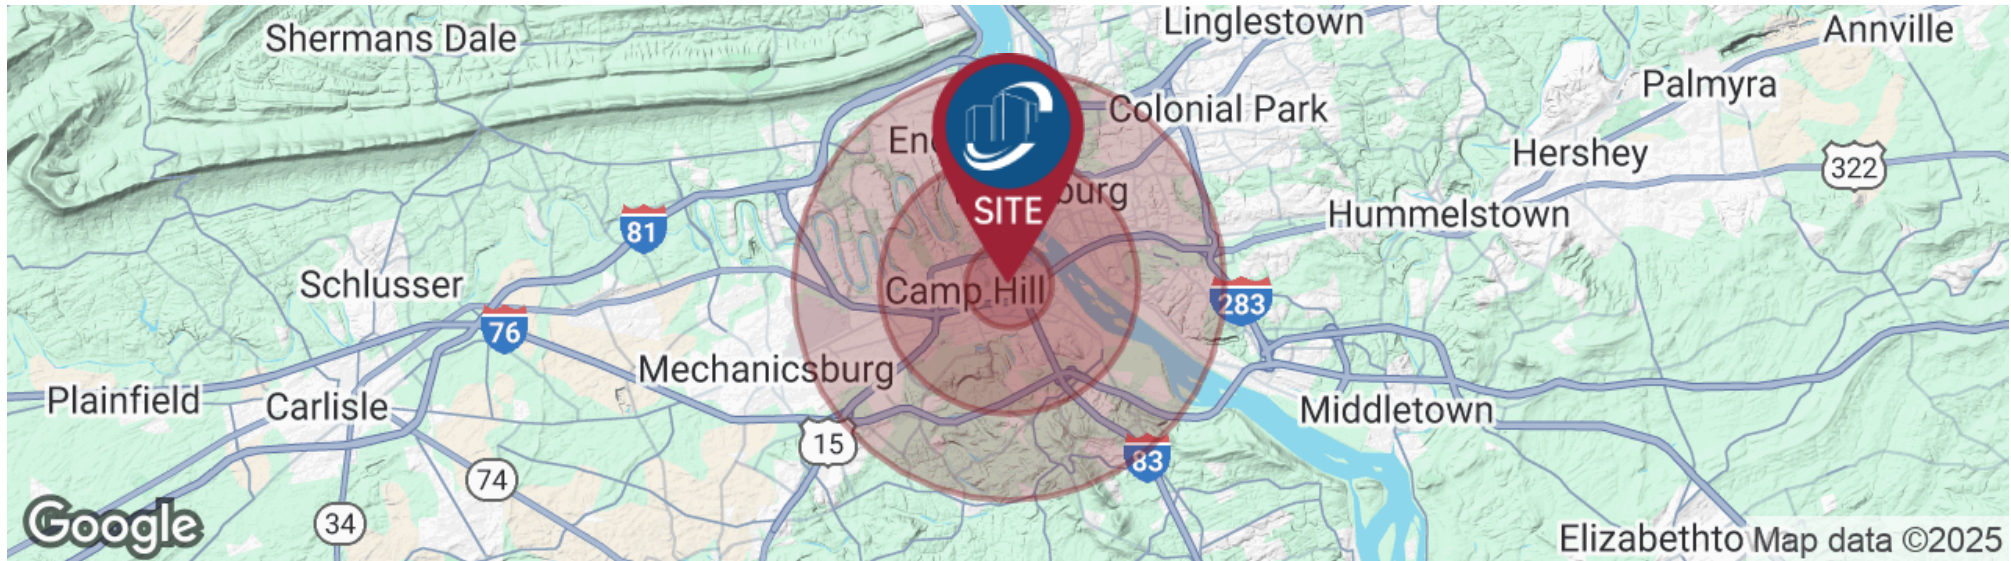 Linglestown
Annville
Shermans Dale
Palmyra
Colonial Park
Hershey
322
SITE
Hummelstown
81
Schlusser
Camp Hill
283
76
Mechanicsburg
Plainfield
Carlisle
Middletown
15
83
74
34
Google
Elizabethto
Map data ©2025